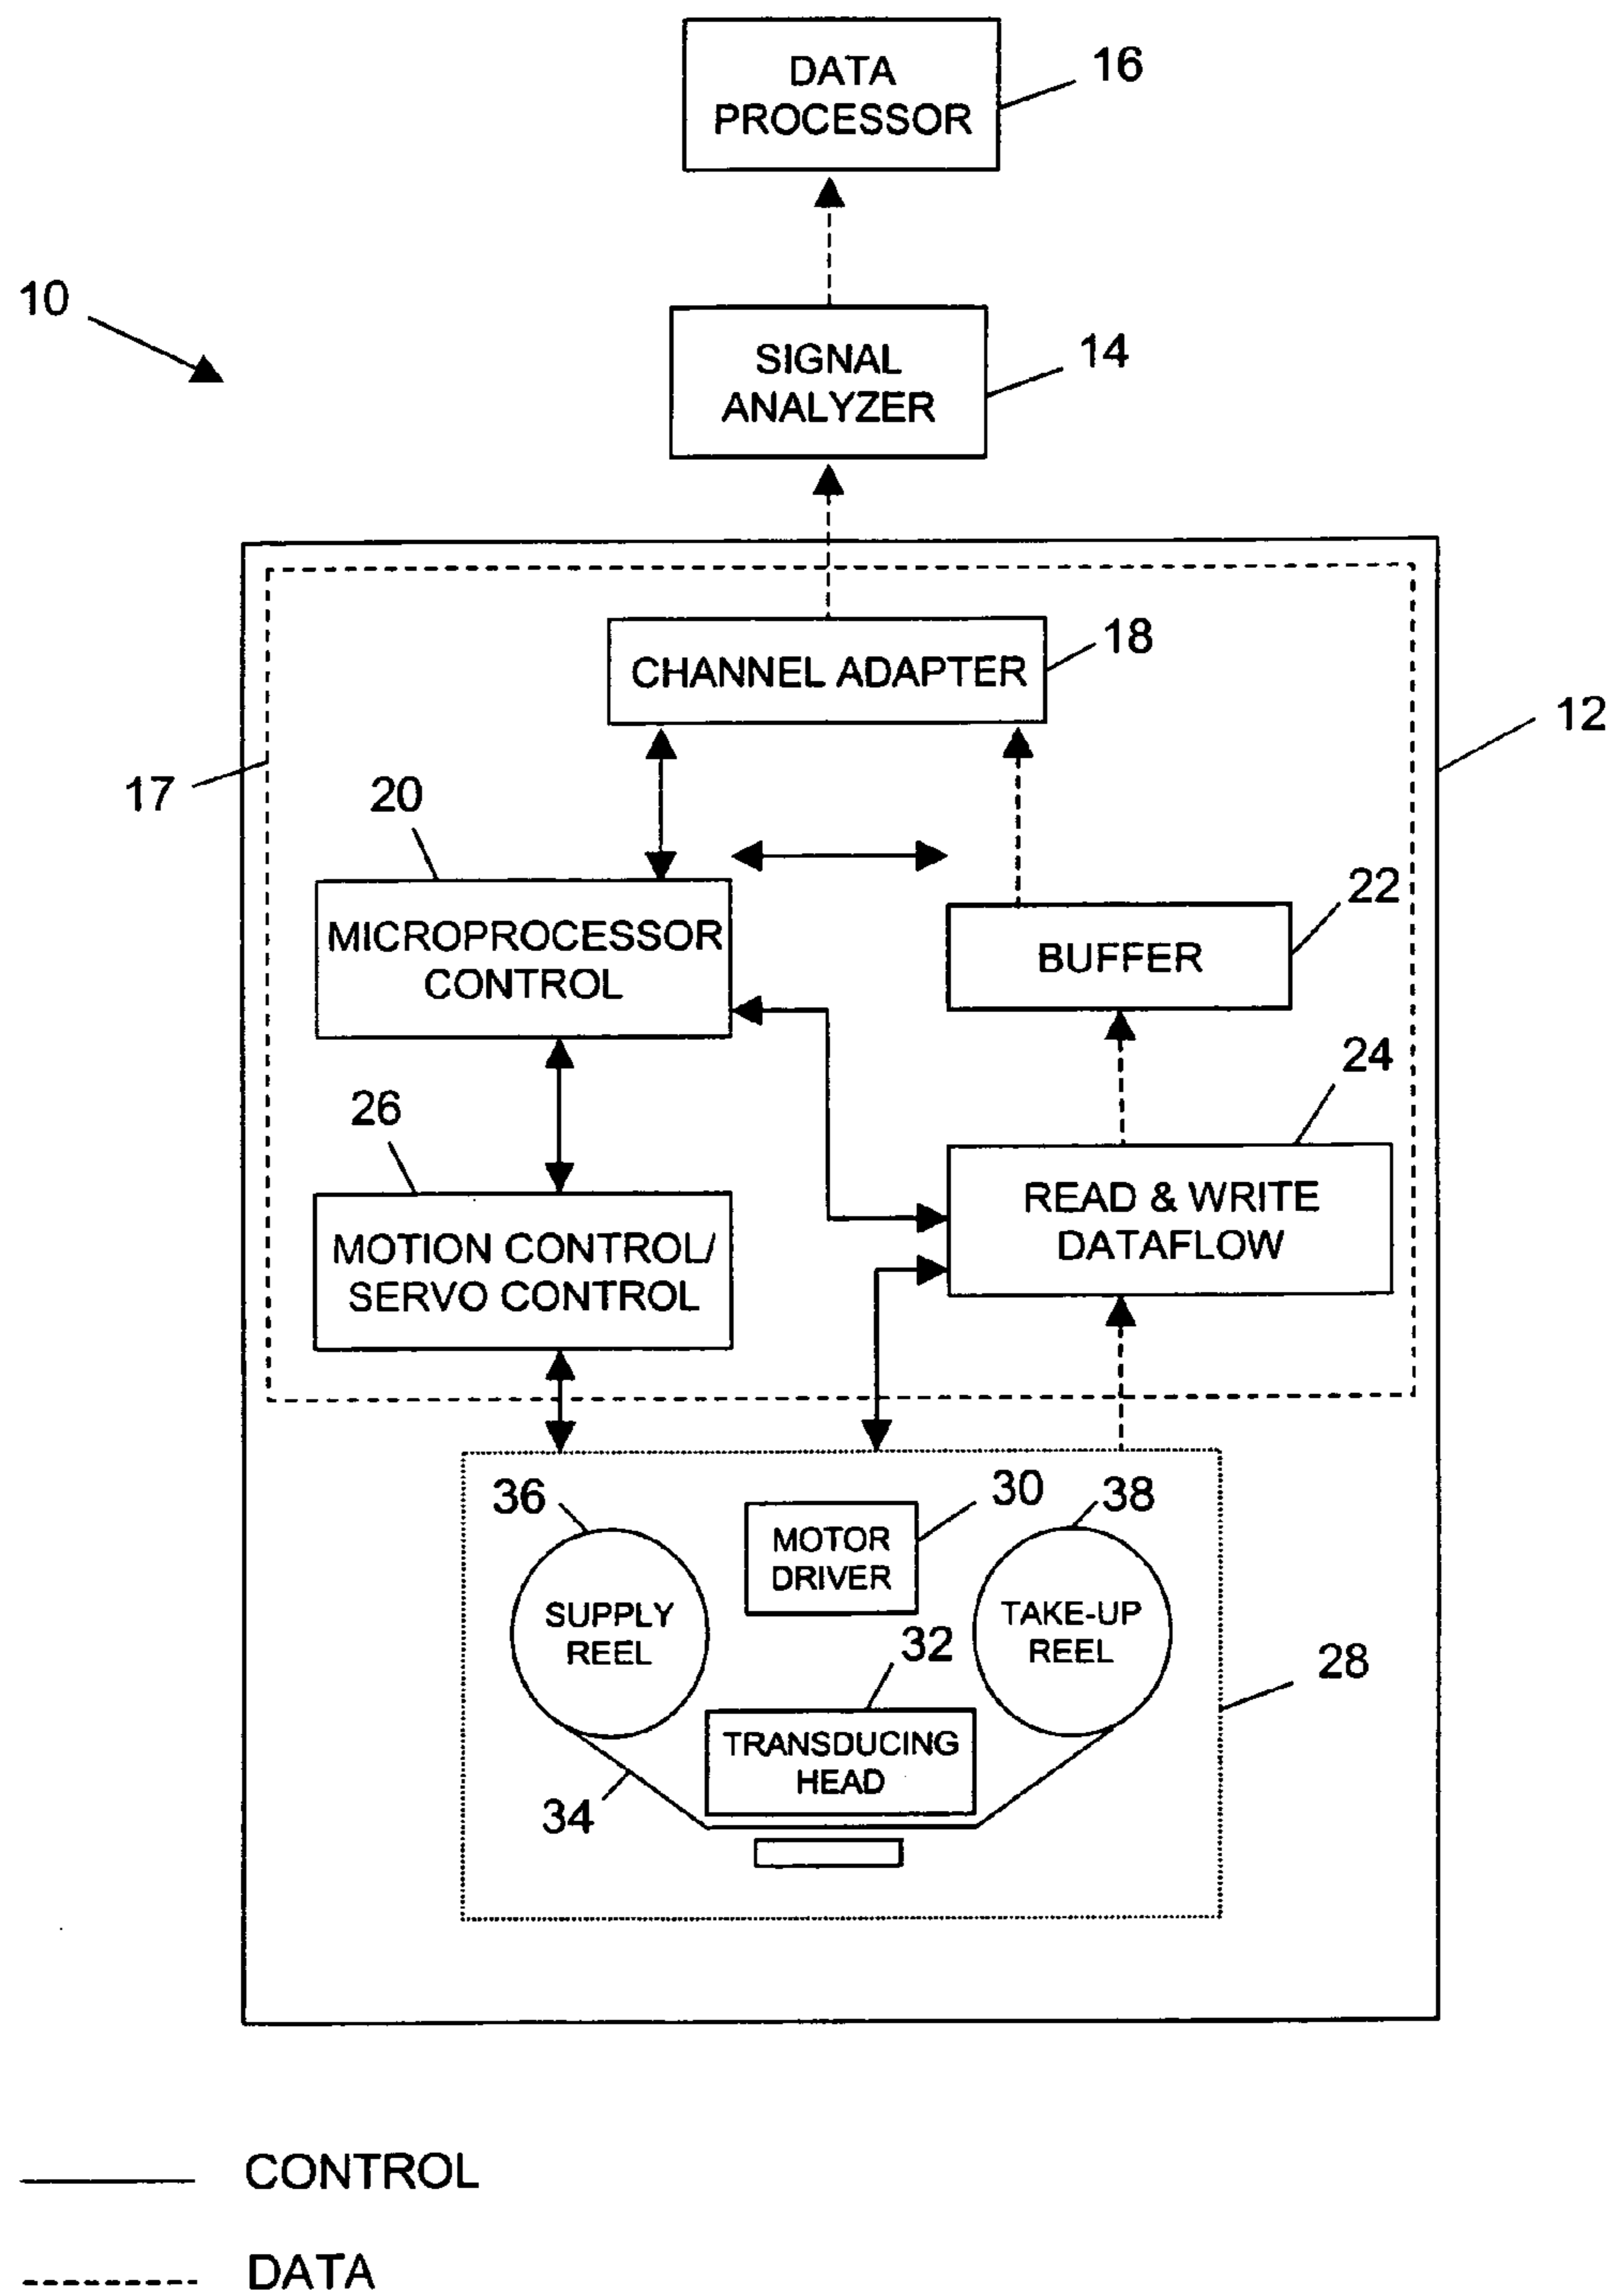 DATA
PROCESSOR
16
10
SIGNAL
ANALYZER
14
CHANNEL ADAPTER
18
12
17
20
MICROPROCESSOR
CONTROL
22
BUFFER
24
26
READ & WRITE
DATAFLOW
MOTION CONTROL/
SERVO CONTROL
36
30
38
MOTOR
DRIVER
SUPPLY
REEL
TAKE-UP
REEL
32
28
TRANSDUCING
HEAD
34
CONTROL
DATA